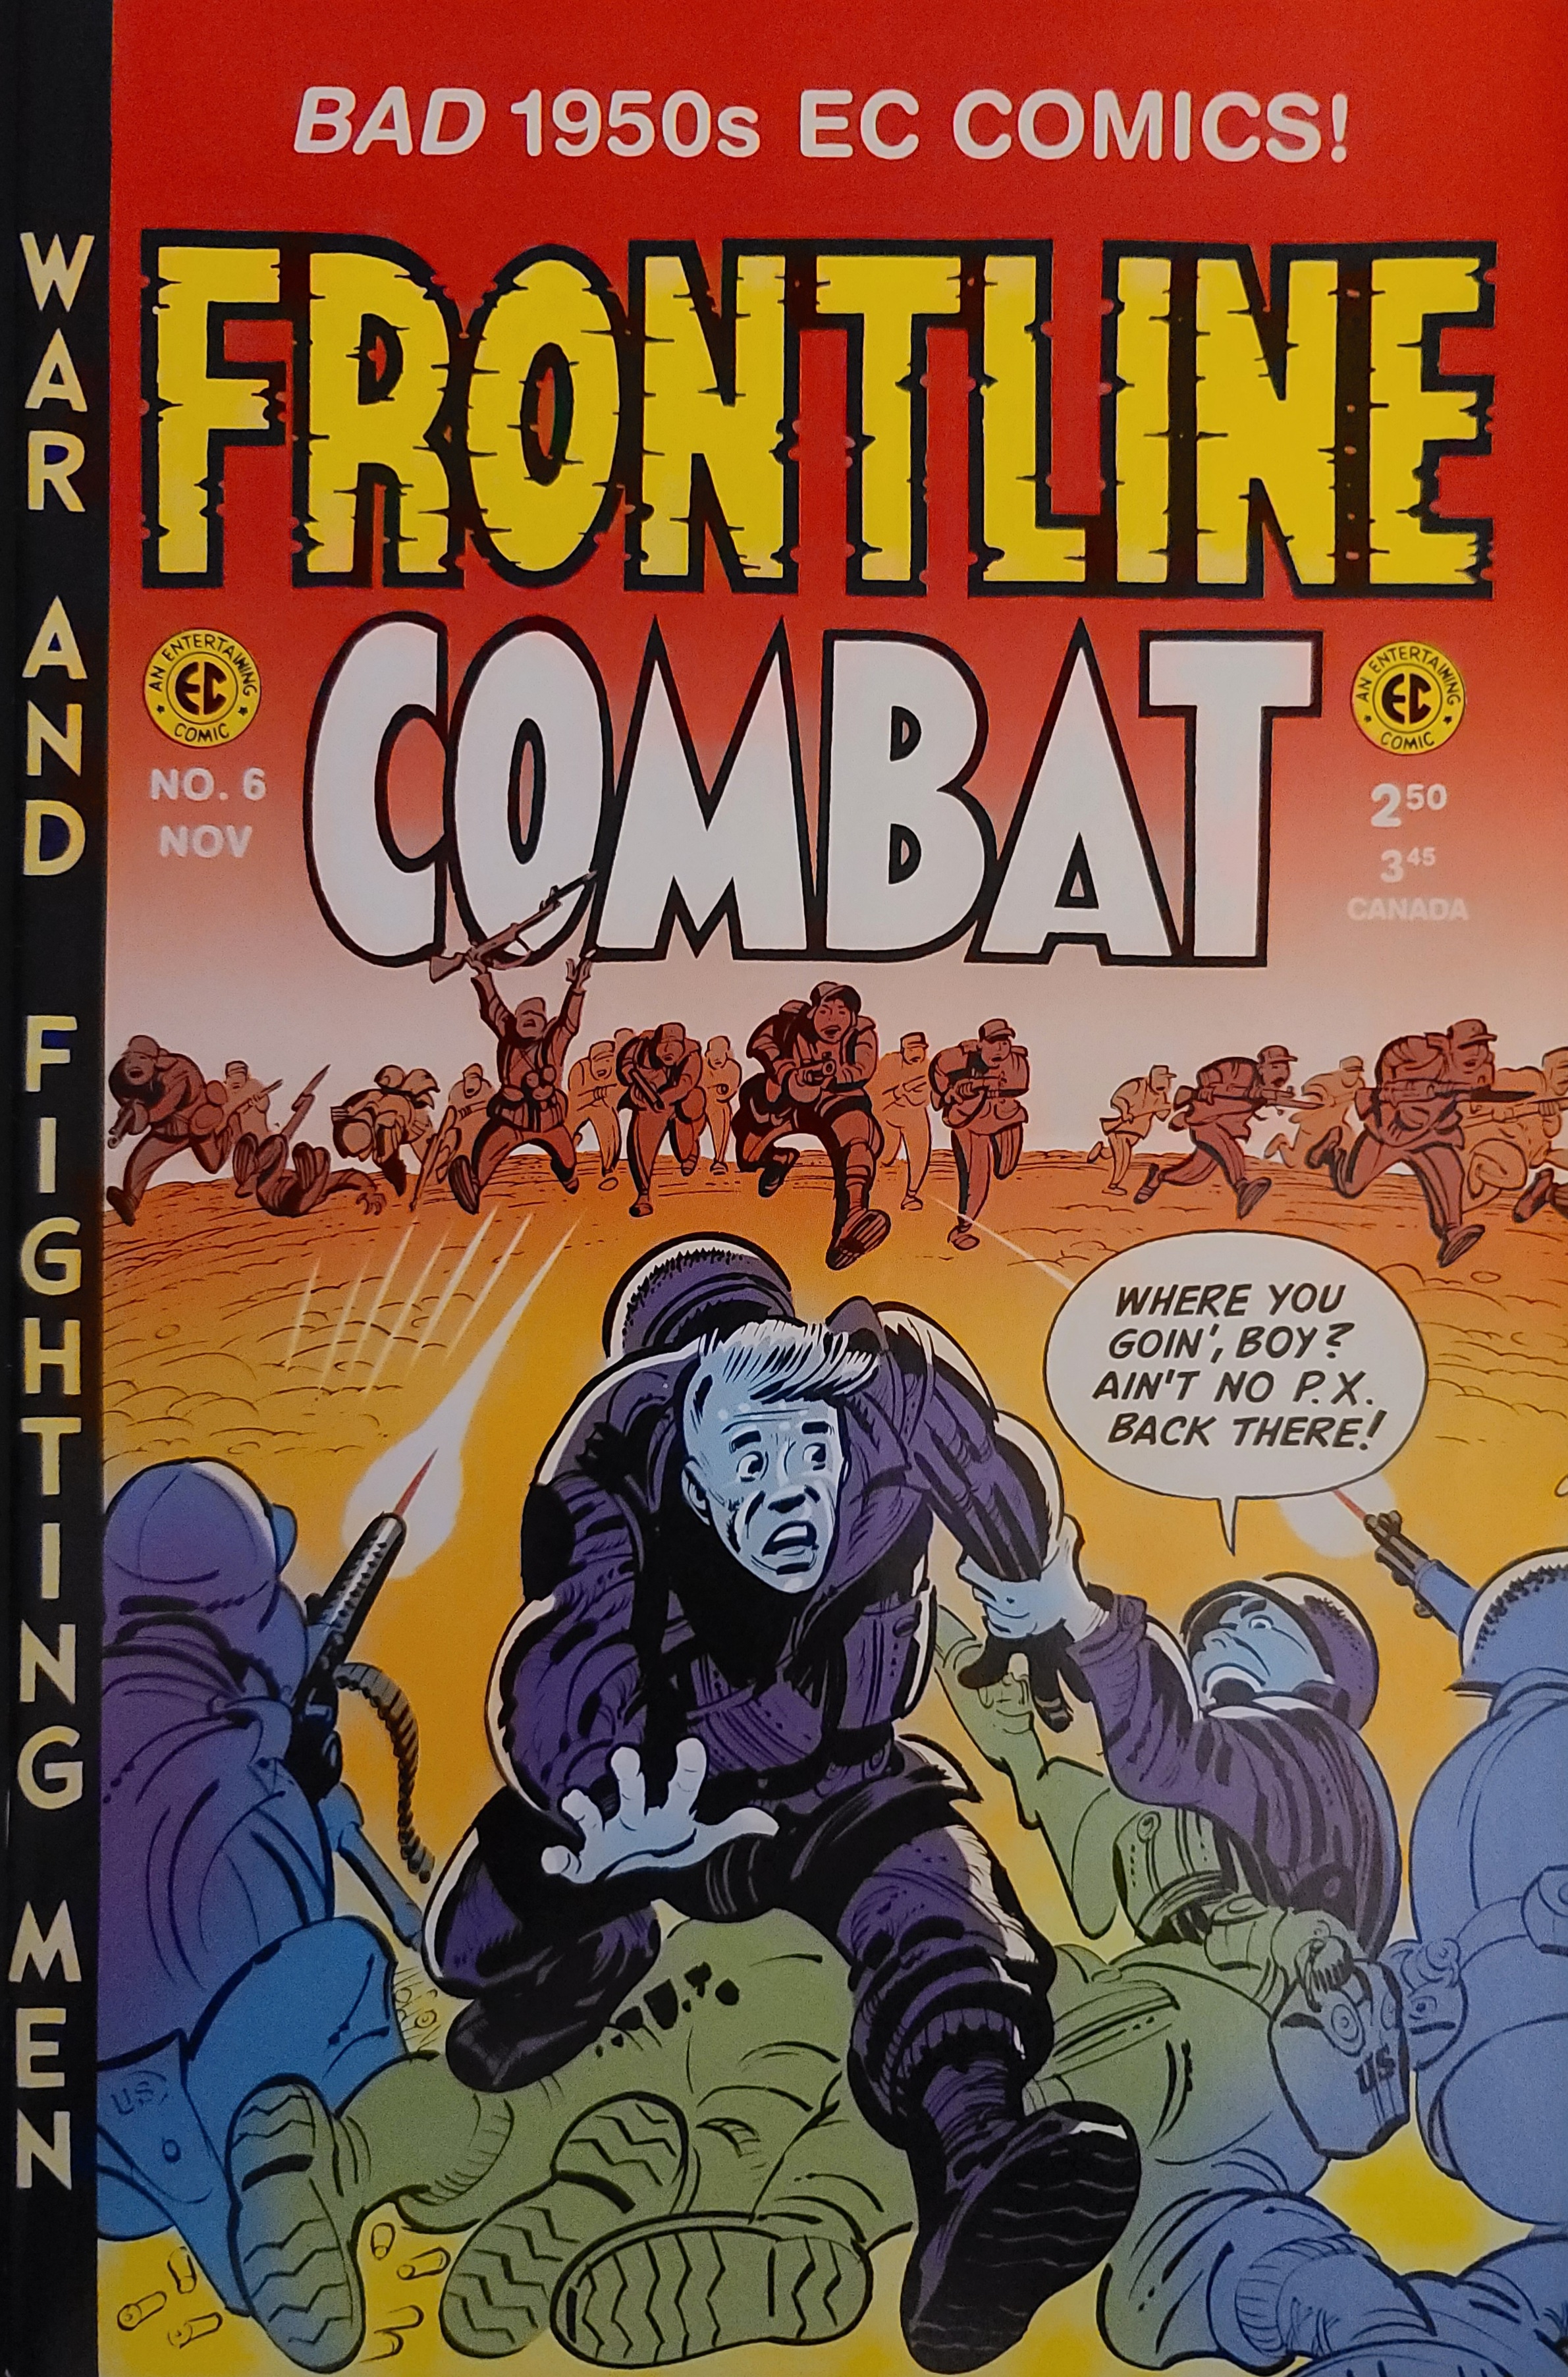 BAD 1950s EC COMICS!
FRONTLINE
COMBAT
WAR AND FIGHTING MEN
AN ENTERTAINING
EC
COMIC
NO. 6
NOV
AN ENTERTAINING
EC
COMIC
2.50
3.45
CANADA
WHERE YOU
GOIN', BOY?
AIN'T NO P.X.
BACK THERE!
U.S.
US